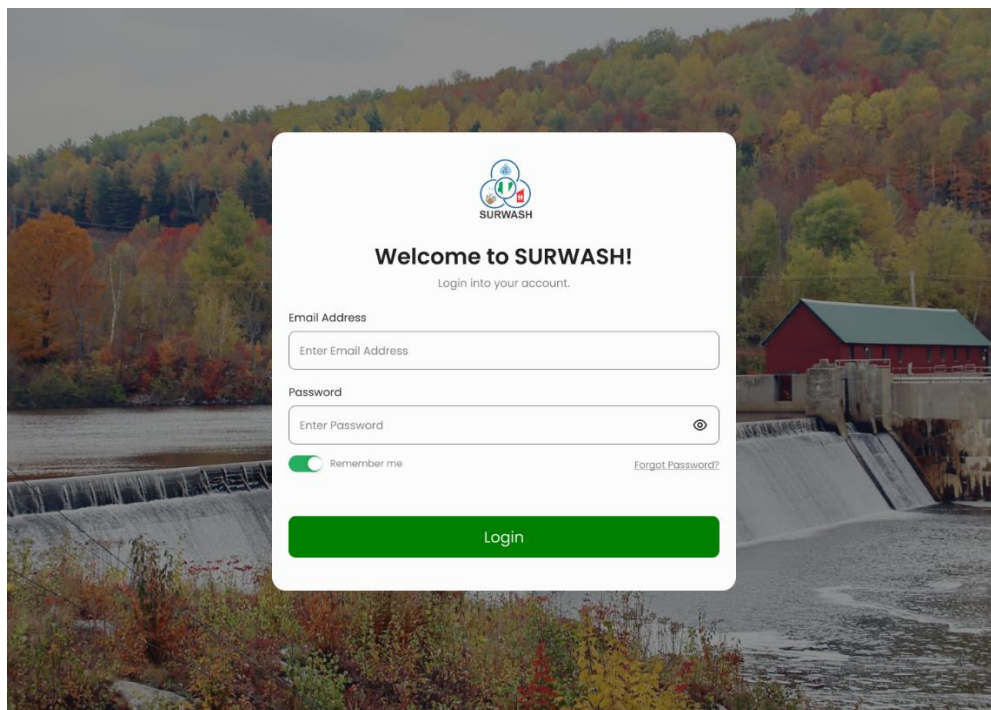 SURWASH
Welcome to SURWASH!
Login into your account.
Email Address
Enter Email Address
Password
Enter Password
Remember me
Forgot Password?
Login